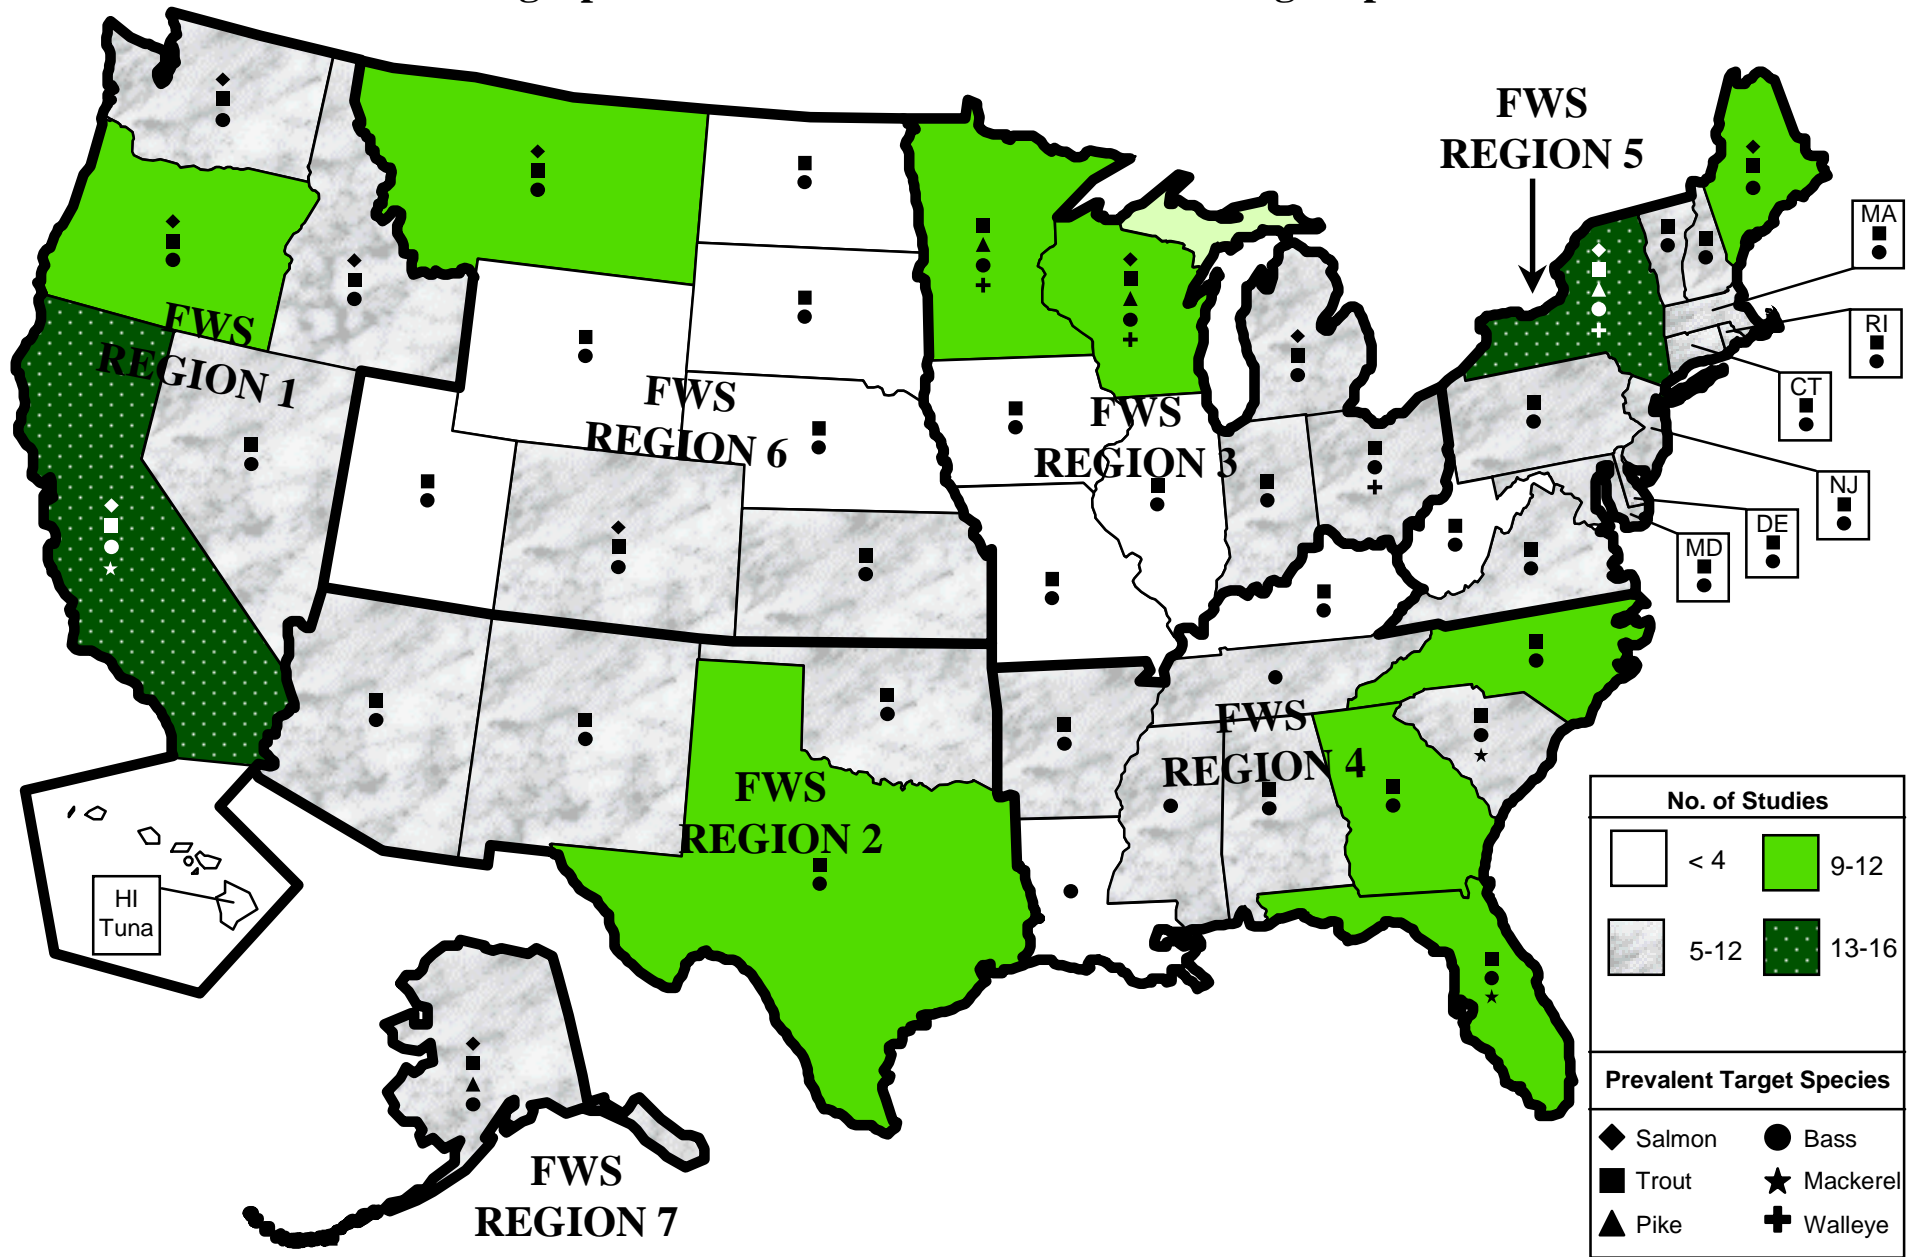 FWS
REGION 5
MA
RI
CT
NJ
DE
MD
FWS
REGION 1
FWS
REGION 6
FWS
REGION 3
FWS
REGION 4
FWS
REGION 2
HI
Tuna
FWS
REGION 7
No. of Studies
< 4
9-12
5-12
13-16
Prevalent Target Species
Salmon
Bass
Trout
Mackerel
Pike
Walleye